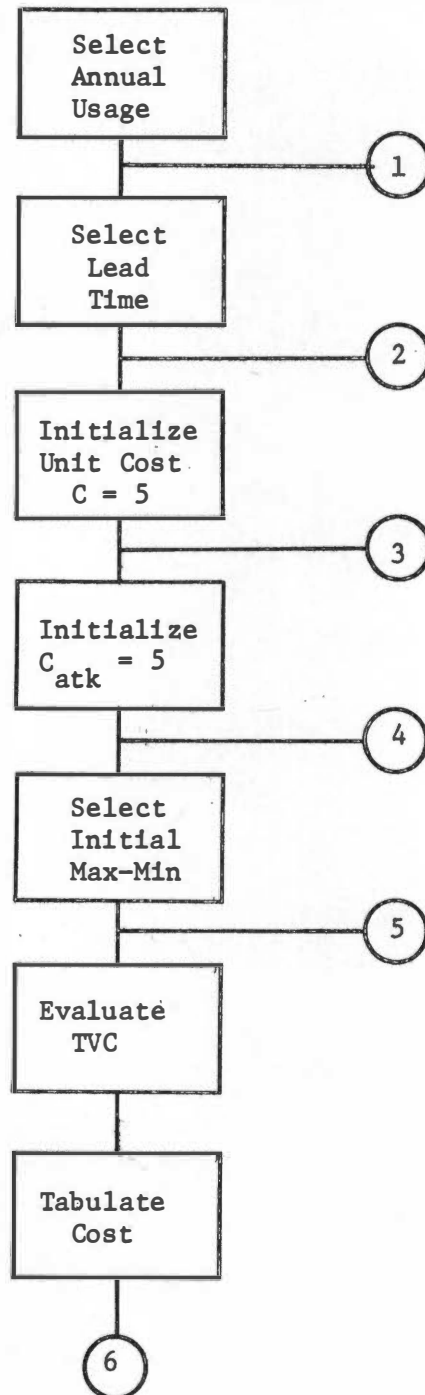 Select
Annual
Usage
1
Select
Lead
Time
2
Initialize
Unit Cost
C = 5
3
Initialize
C_atk = 5
4
Select
Initial
Max-Min
5
Evaluate
TVC
Tabulate
Cost
6